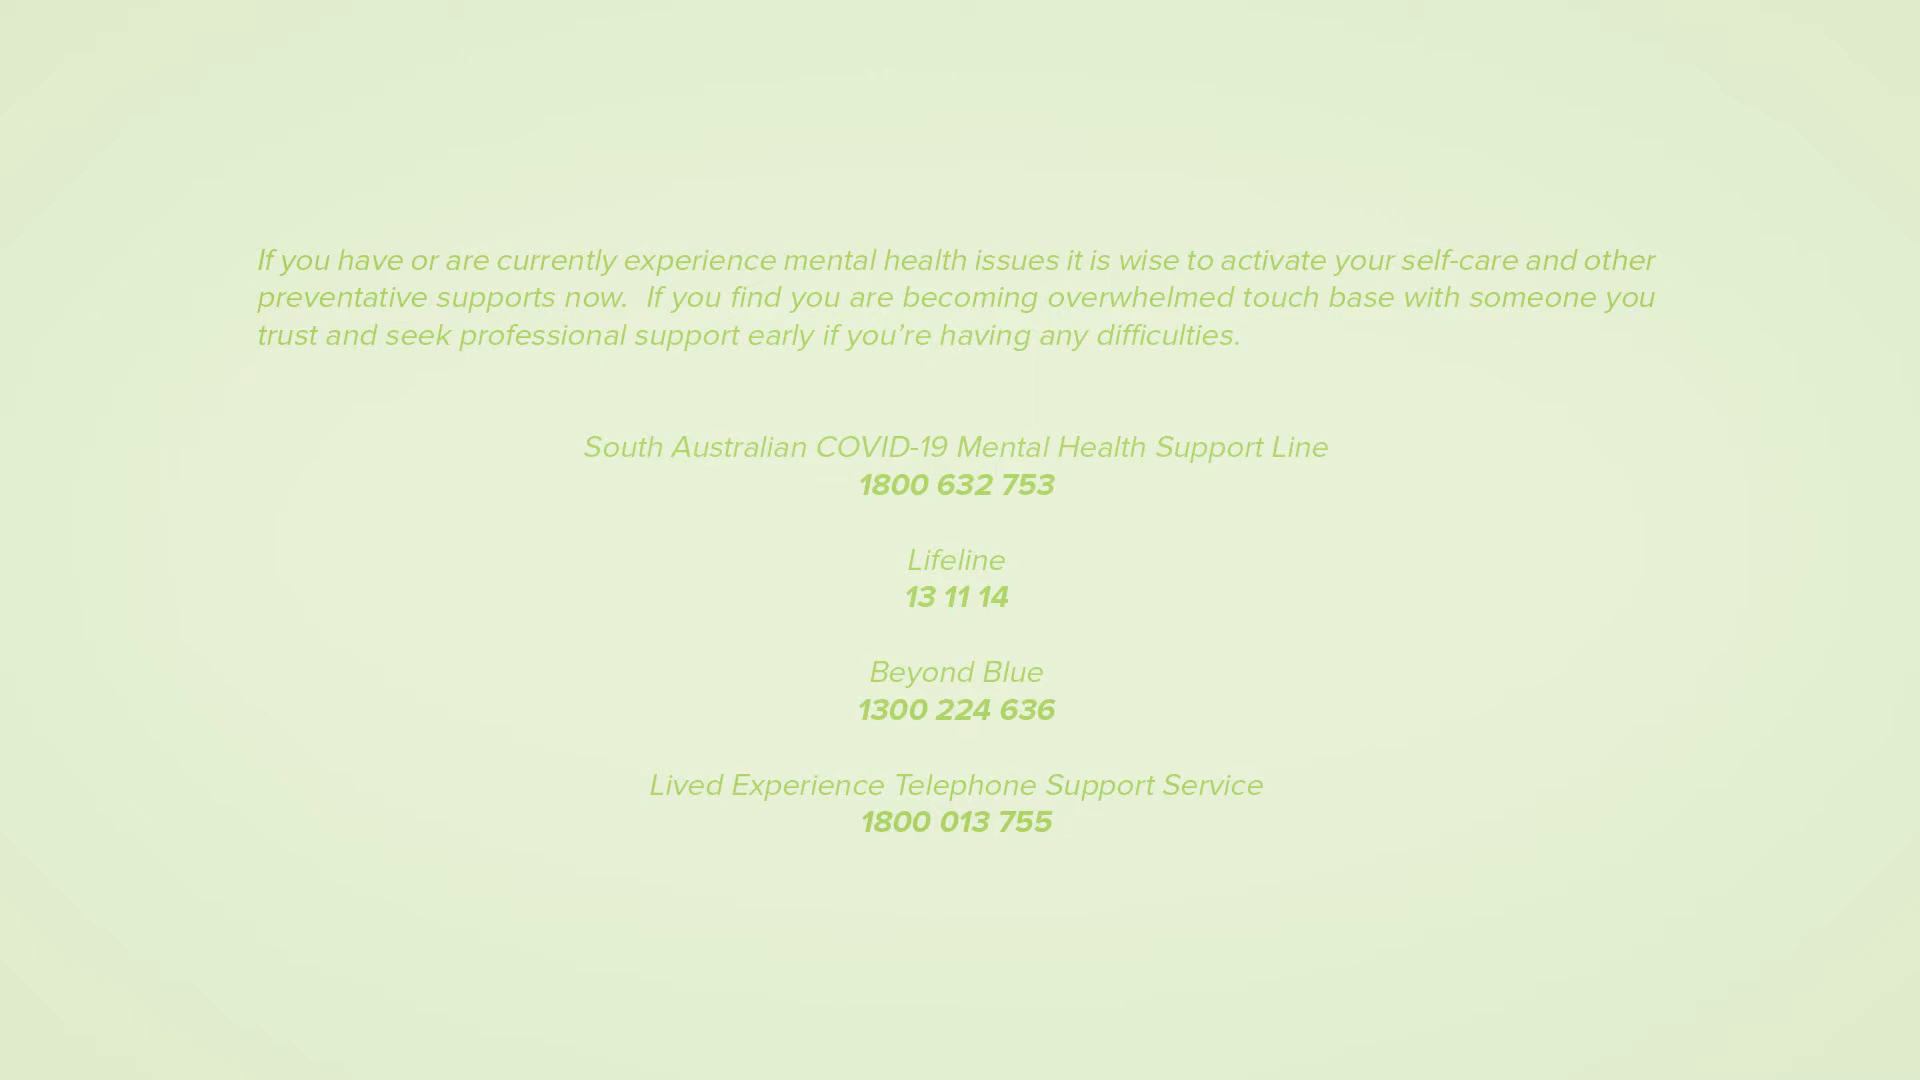 If you have or are currently experience mental health issues it is wise to activate your self-care and other
preventative supports now.  If you find you are becoming overwhelmed touch base with someone you
trust and seek professional support early if you’re having any difficulties.
South Australian COVID-19 Mental Health Support Line
1800 632 753
Lifeline
13 11 14
Beyond Blue
1300 224 636
Lived Experience Telephone Support Service
1800 013 755